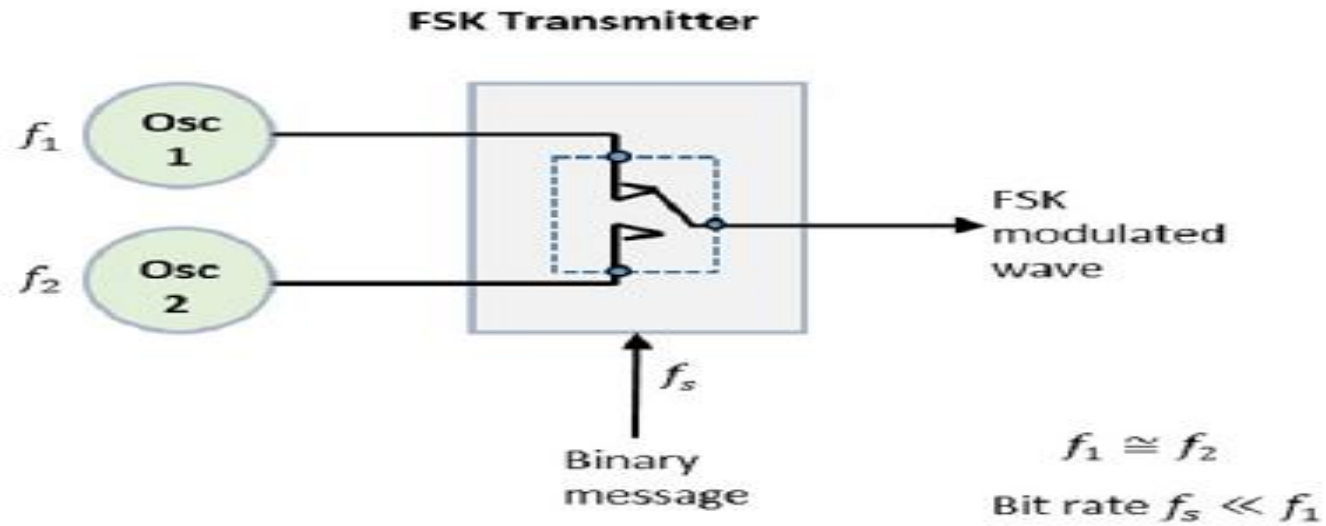 FSK Transmitter
f₁
Osc
1
f₂
Osc
2
FSK
modulated
wave
fₛ
Binary
message
f₁ ≅ f₂
Bit rate fₛ ≪ f₁